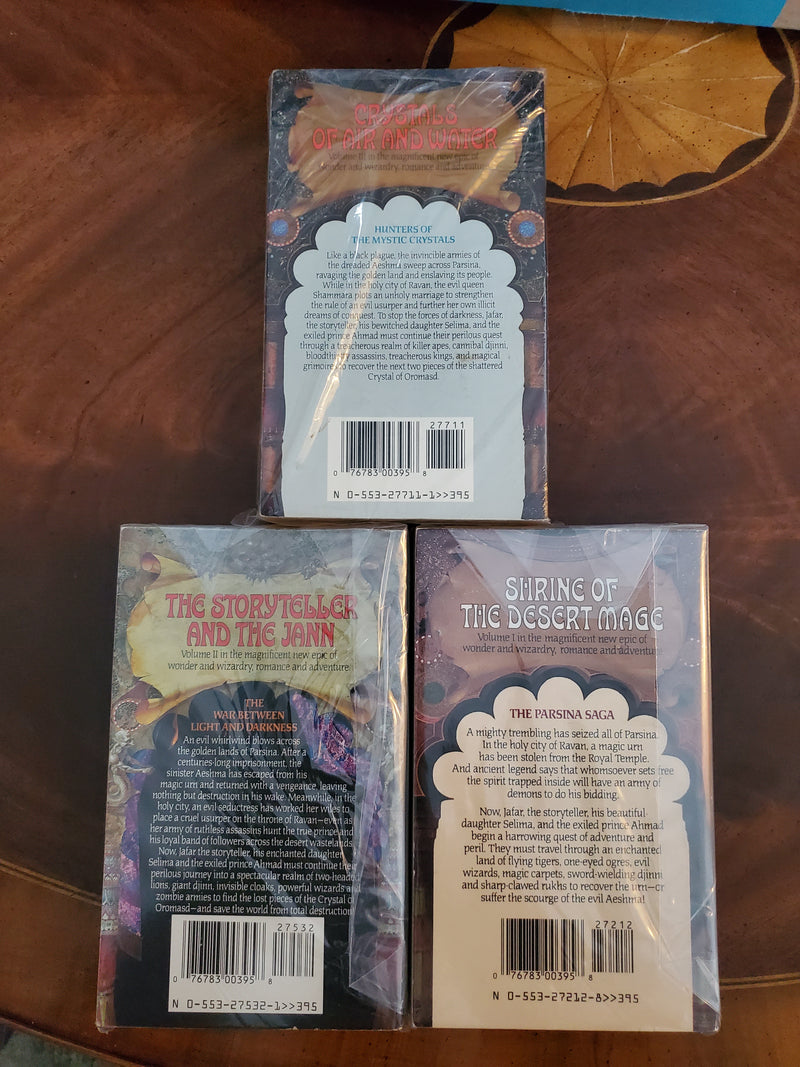 CRYSTALS
OF AIR AND WATER
Volume III in the magnificent new epic of
wonder and wizardry, romance and adventure
HUNTERS OF
THE MYSTIC CRYSTALS
Like a black plague, the invincible armies of
the dreaded Aeshma sweep across Parsina,
ravaging the golden land and enslaving its people.
While in the holy city of Ravan, the evil queen
Shammara plots an unholy marriage to strengthen
the rule of an evil usurper and further her own illicit
dreams of conquest. To stop the forces of darkness, Jafar,
the storyteller, his bewitched daughter Selima, and the
exiled prince Ahmad must continue their perilous quest
through a treacherous realm of killer apes, cannibal djinni,
bloodthirsty assassins, treacherous kings, and magical
grimoires to recover the next two pieces of the shattered
Crystal of Oromasd.
27711
0 76783 00395 8
N 0-553-27711-1>>395
THE STORYTELLER
AND THE JANN
Volume II in the magnificent new epic of
wonder and wizardry, romance and adventure.
THE
WAR BETWEEN
LIGHT AND DARKNESS
An evil whirlwind blows across
the golden lands of Parsina. After a
centuries-long imprisonment, the
sinister Aeshma has escaped from his
magic urn and returned with a vengeance, leaving
nothing but destruction in his wake. Meanwhile, in the
holy city, an evil seductress has worked her wiles to
place a cruel usurper on the throne of Ravan—even as
her army of ruthless assassins hunt the true prince and
his loyal band of followers across the desert wastelands.
Now, Jafar the storyteller, his enchanted daughter
Selima and the exiled prince Ahmad must continue their
perilous journey into a spectacular realm of two-headed
lions, giant djinn, invisible cloaks, powerful wizards and
zombie armies to find the lost pieces of the Crystal of
Oromasd—and save the world from total destruction
27532
0 76783 00395 8
N 0-553-27532-1>>395
SHRINE OF
THE DESERT MAGE
Volume I in the magnificent new epic of
wonder and wizardry, romance and adventure
THE PARSINA SAGA
A mighty trembling has seized all of Parsina.
In the holy city of Ravan, a magic urn
has been stolen from the Royal Temple.
And ancient legend says that whomsoever sets free
the spirit trapped inside will have an army of
demons to do his bidding.
Now, Jafar, the storyteller, his beautiful
daughter Selima, and the exiled prince Ahmad
begin a harrowing quest of adventure and
peril. They must travel through an enchanted
land of flying tigers, one-eyed ogres, evil
wizards, magic carpets, sword-wielding djinni
and sharp-clawed rukhs to recover the urn—or
suffer the scourge of the evil Aeshma!
27212
0 76783 00395 8
N 0-553-27212-8>>395